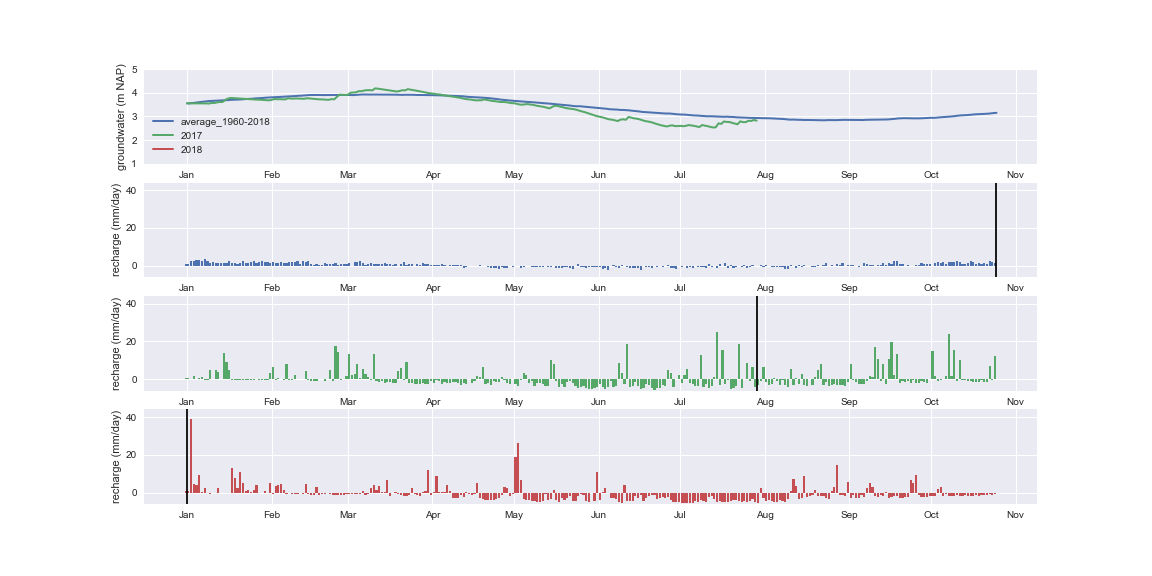 groundwater (m NAP)
5
4
3
2
1
average_1960-2018
2017
2018
Jan Feb Mar Apr May Jun Jul Aug Sep Oct Nov
recharge (mm/day)
40
20
0
Jan Feb Mar Apr May Jun Jul Aug Sep Oct Nov
recharge (mm/day)
40
20
0
Jan Feb Mar Apr May Jun Jul Aug Sep Oct Nov
recharge (mm/day)
40
20
0
Jan Feb Mar Apr May Jun Jul Aug Sep Oct Nov